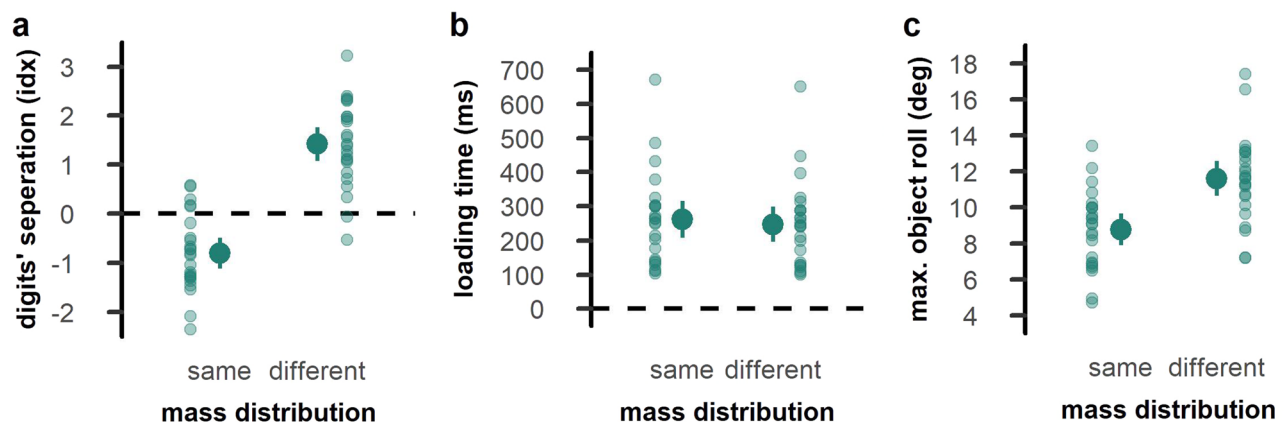 a
digits' seperation (idx)
3
2
1
0
-1
-2
same different
mass distribution
b
loading time (ms)
700
600
500
400
300
200
100
0
same different
mass distribution
c
max. object roll (deg)
18
16
14
12
10
8
6
4
same different
mass distribution